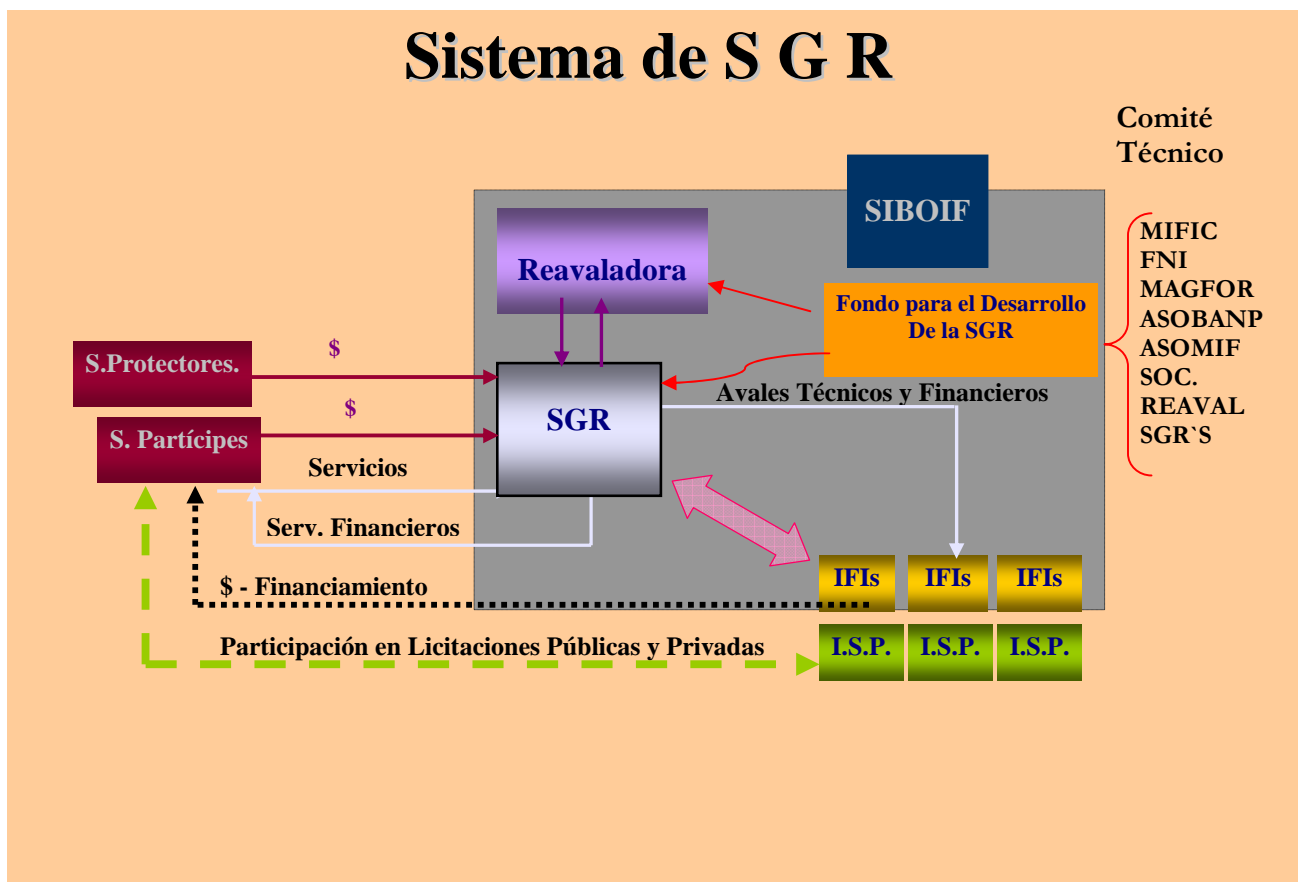 Sistema de S G R
Comité
Técnico
SIBOIF
MIFIC
FNI
MAGFOR
ASOBANP
ASOMIF
SOC.
REAVAL
SGR`S
Reavaladora
Fondo para el Desarrollo
De la SGR
$
S.Protectores.
Avales Técnicos y Financieros
$
SGR
S. Partícipes
Servicios
Serv. Financieros
$ - Financiamiento
IFIs
IFIs
IFIs
Participación en Licitaciones Públicas y Privadas
I.S.P.
I.S.P.
I.S.P.